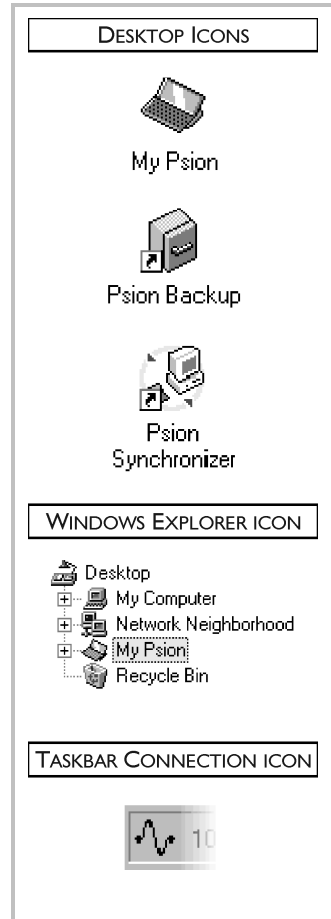 DESKTOP ICONS
My Psion
Psion Backup
Psion
Synchronizer
WINDOWS EXPLORER ICON
Desktop
My Computer
Network Neighborhood
My Psion
Recycle Bin
TASKBAR CONNECTION ICON
10